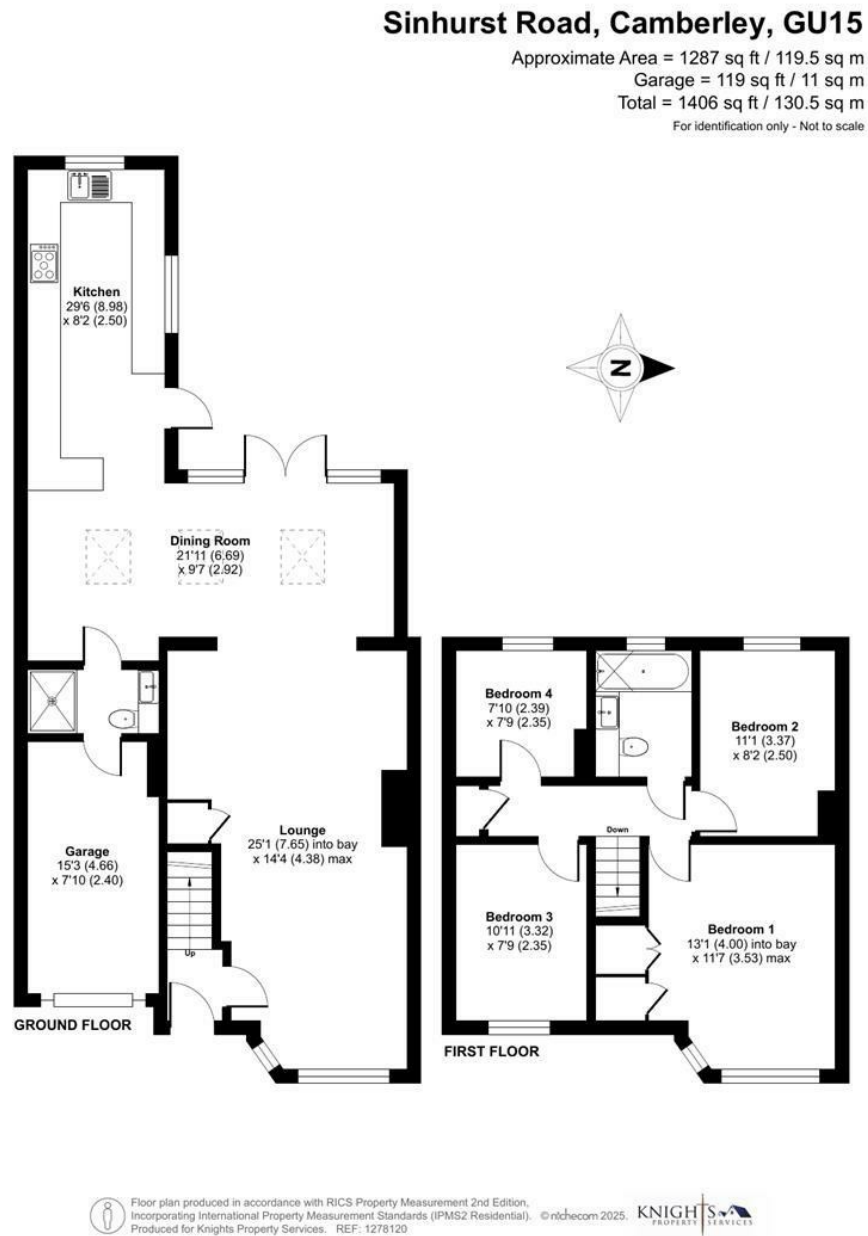 Sinhurst Road, Camberley, GU15
Approximate Area = 1287 sq ft / 119.5 sq m
Garage = 119 sq ft / 11 sq m
Total = 1406 sq ft / 130.5 sq m
For identification only - Not to scale
Kitchen
29'6 (8.98)
x 8'2 (2.50)
N
Dining Room
21'11 (6.69)
x 9'7 (2.92)
Lounge
25'1 (7.65) into bay
x 14'4 (4.38) max
Garage
15'3 (4.66)
x 7'10 (2.40)
Up
GROUND FLOOR
Bedroom 4
7'10 (2.39)
x 7'9 (2.35)
Bedroom 2
11'1 (3.37)
x 8'2 (2.50)
Down
Bedroom 3
10'11 (3.32)
x 7'9 (2.35)
Bedroom 1
13'1 (4.00) into bay
x 11'7 (3.53) max
FIRST FLOOR
Floor plan produced in accordance with RICS Property Measurement 2nd Edition,
Incorporating International Property Measurement Standards (IPMS2 Residential). © ntchecom 2025.
Produced for Knights Property Services. REF: 1278120
KNIGHTS
PROPERTY SERVICES